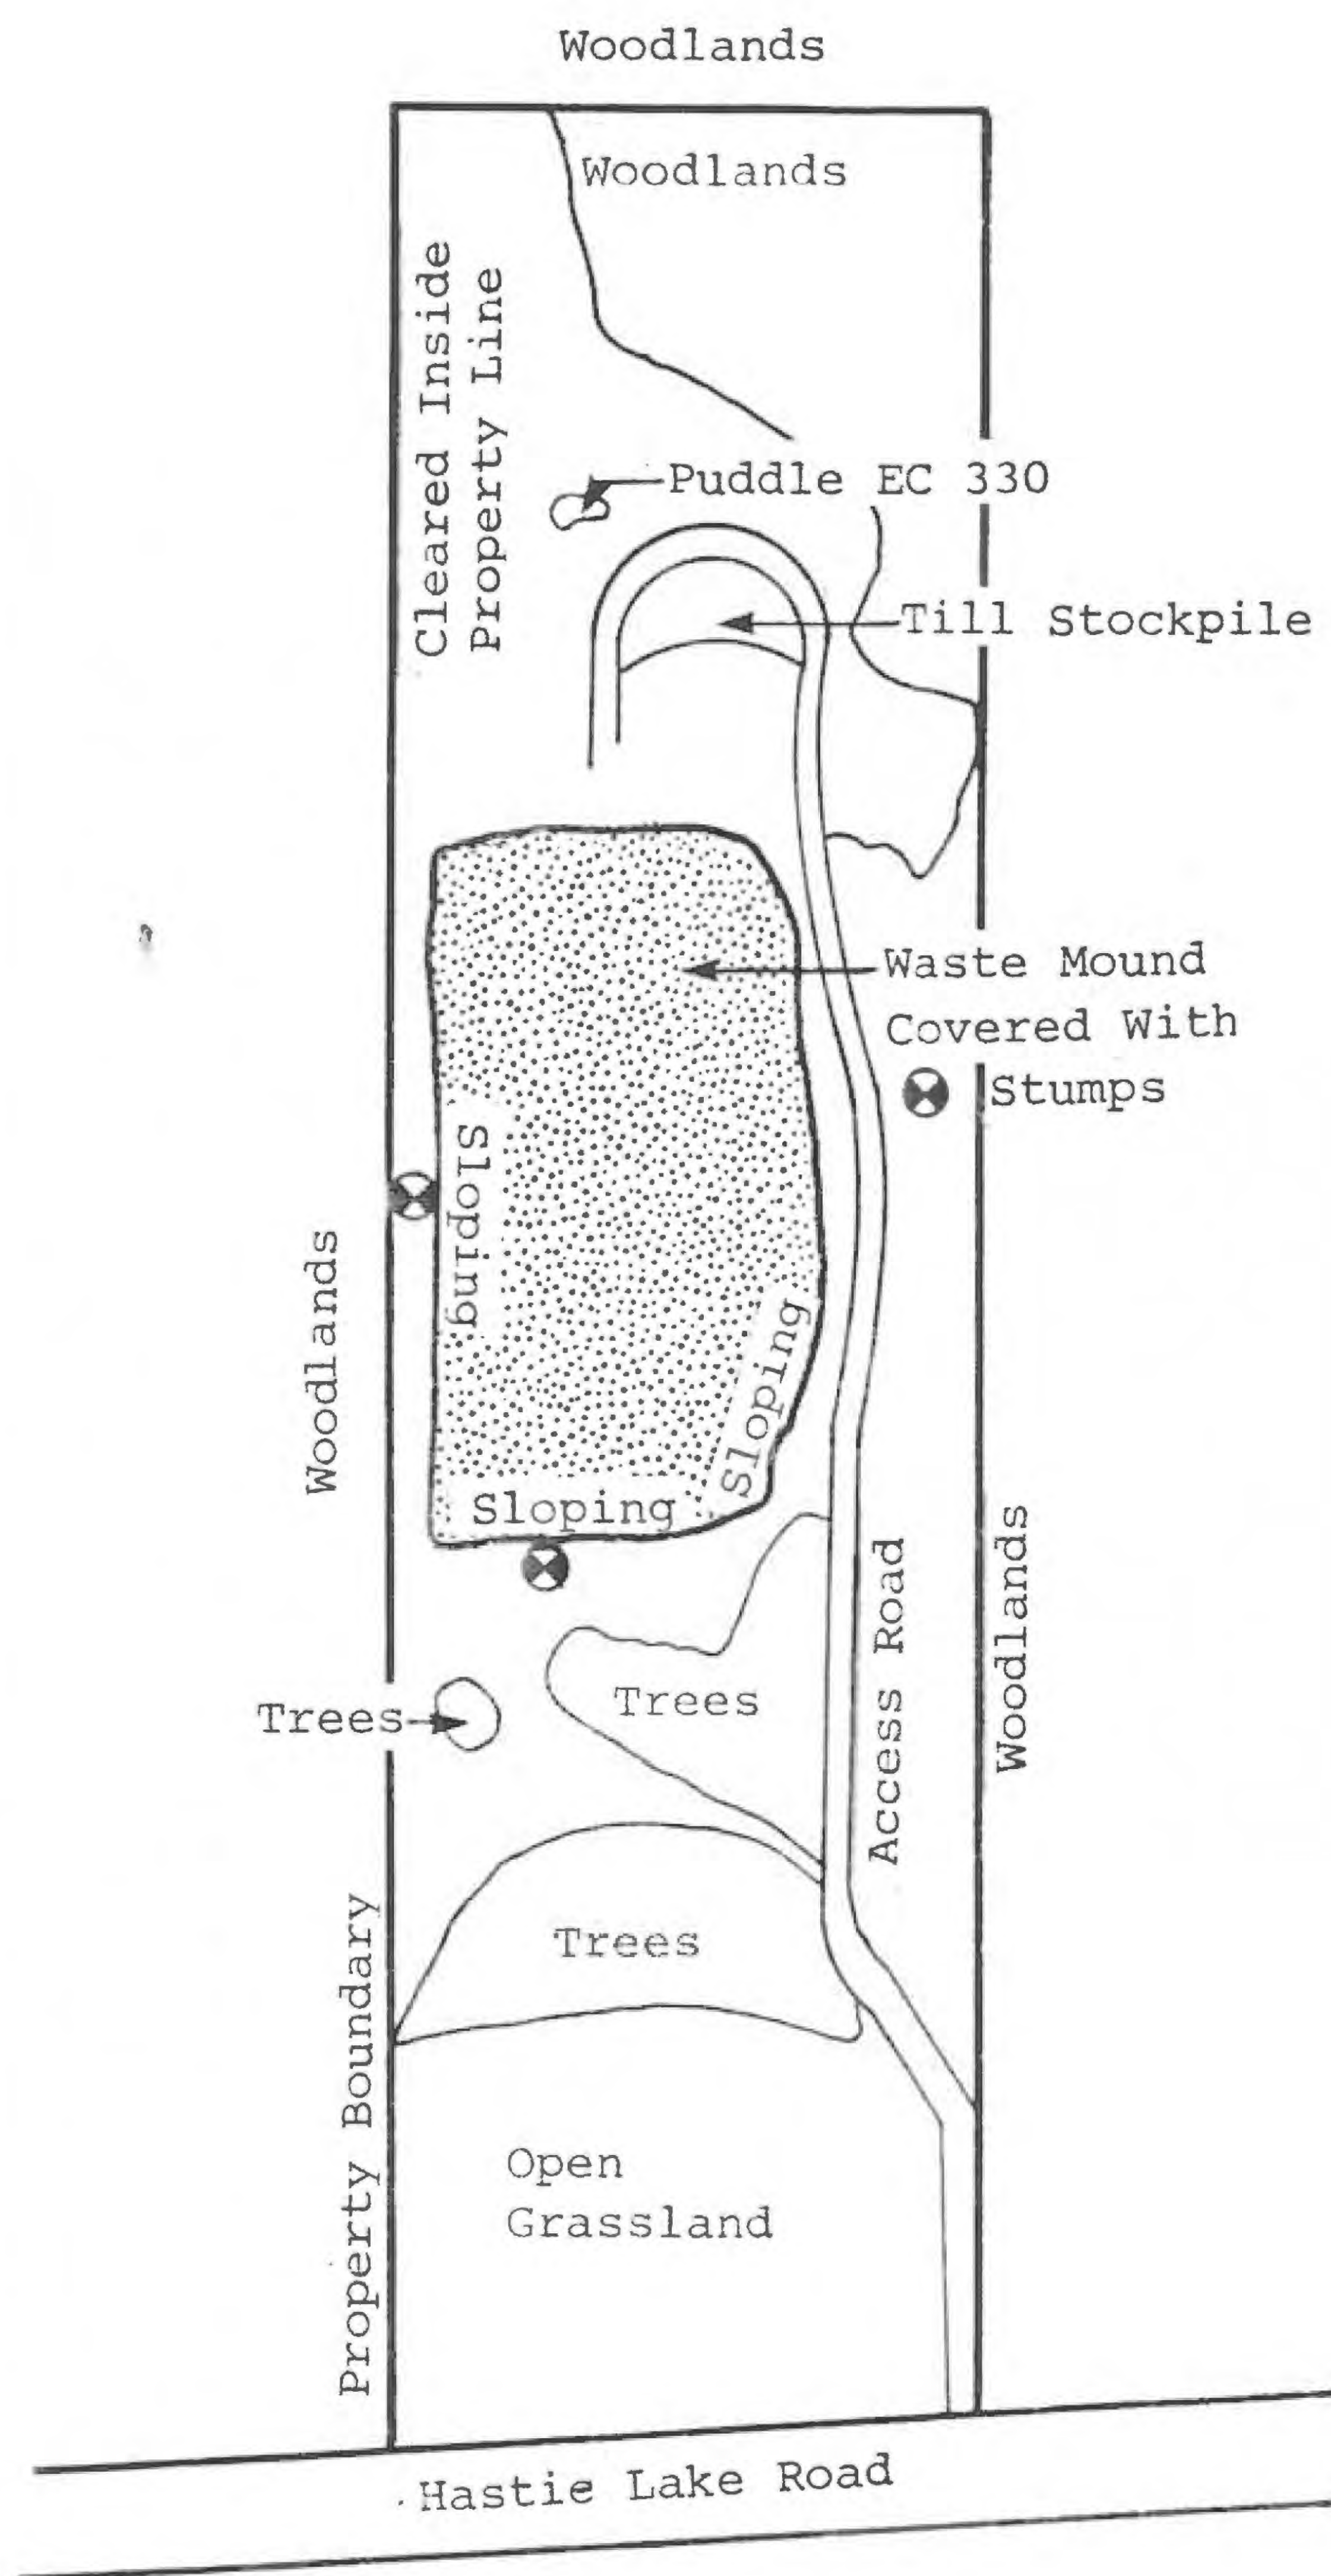 Woodlands
Woodlands
Cleared Inside
Property Line
Puddle EC 330
Till Stockpile
Waste Mound
Covered With
Stumps
Sloping
Sloping
Sloping
Woodlands
Woodlands
Access Road
Trees
Trees
Trees
Property Boundary
Open
Grassland
Hastie Lake Road